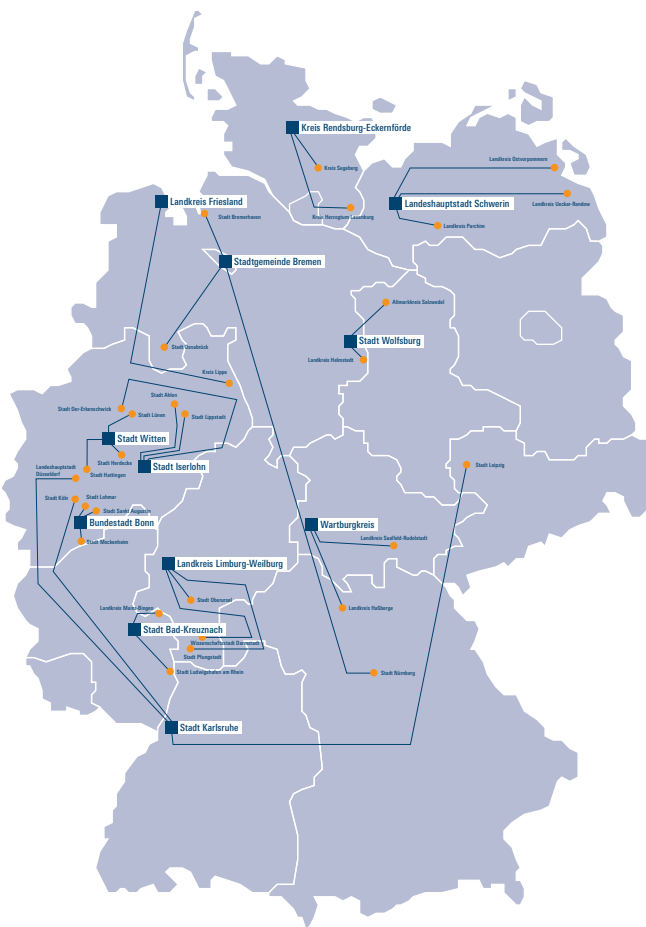 Kreis Rendsburg-Eckernförde
Landkreis Ostvorpommern
Kreis Segeberg
Landkreis Friesland
Landeshauptstadt Schwerin
Landkreis Uecker-Randow
Stadt Bremerhaven
Kreis Herzogtum Lauenburg
Landkreis Parchim
Stadtgemeinde Bremen
Altmarkkreis Salzwedel
Stadt Wolfsburg
Stadt Osnabrück
Landkreis Helmstedt
Kreis Lippe
Stadt Ahlen
Stadt Oer-Erkenschwick
Stadt Lünen
Stadt Lippstadt
Stadt Witten
Stadt Herdecke
Stadt Iserlohn
Stadt Leipzig
Landeshauptstadt
Düsseldorf
Stadt Hattingen
Stadt Köln
Stadt Lohmar
Stadt Sankt Augustin
Bundestadt Bonn
Wartburgkreis
Stadt Meckenheim
Landkreis Saalfeld-Rudolstadt
Landkreis Limburg-Weilburg
Stadt Oberursel
Landkreis Mainz-Bingen
Landkreis Haßberge
Stadt Bad-Kreuznach
Wissenschaftsstadt Darmstadt
Stadt Pfungstadt
Stadt Ludwigshafen am Rhein
Stadt Nürnberg
Stadt Karlsruhe